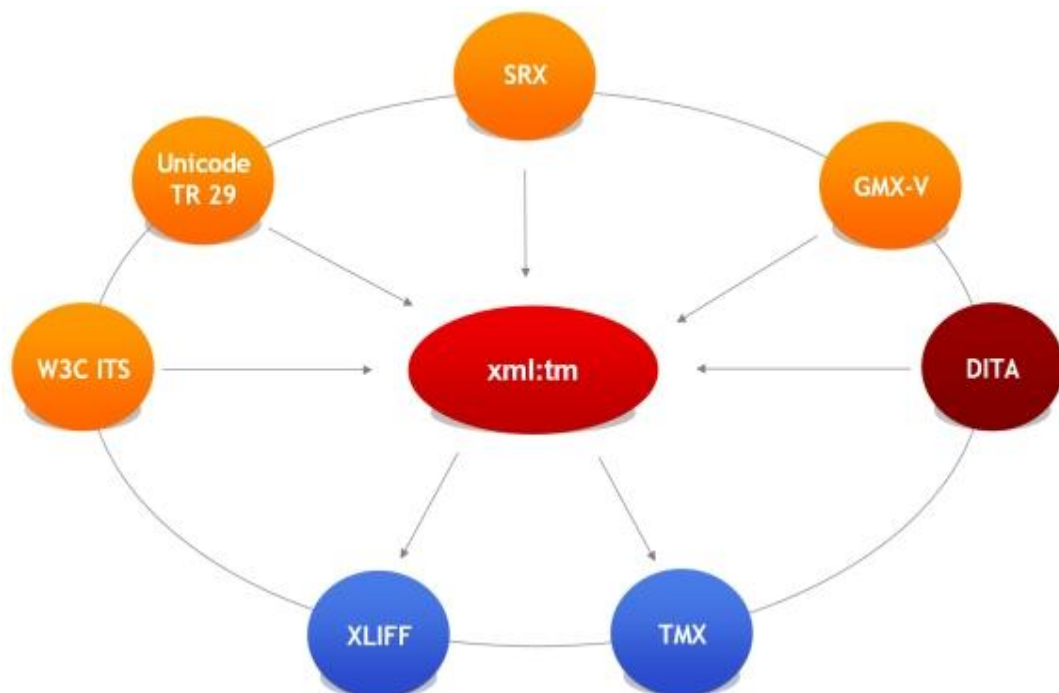 SRX
Unicode
TR 29
GMX-V
W3C ITS
xml:tm
DITA
XLIFF
TMX